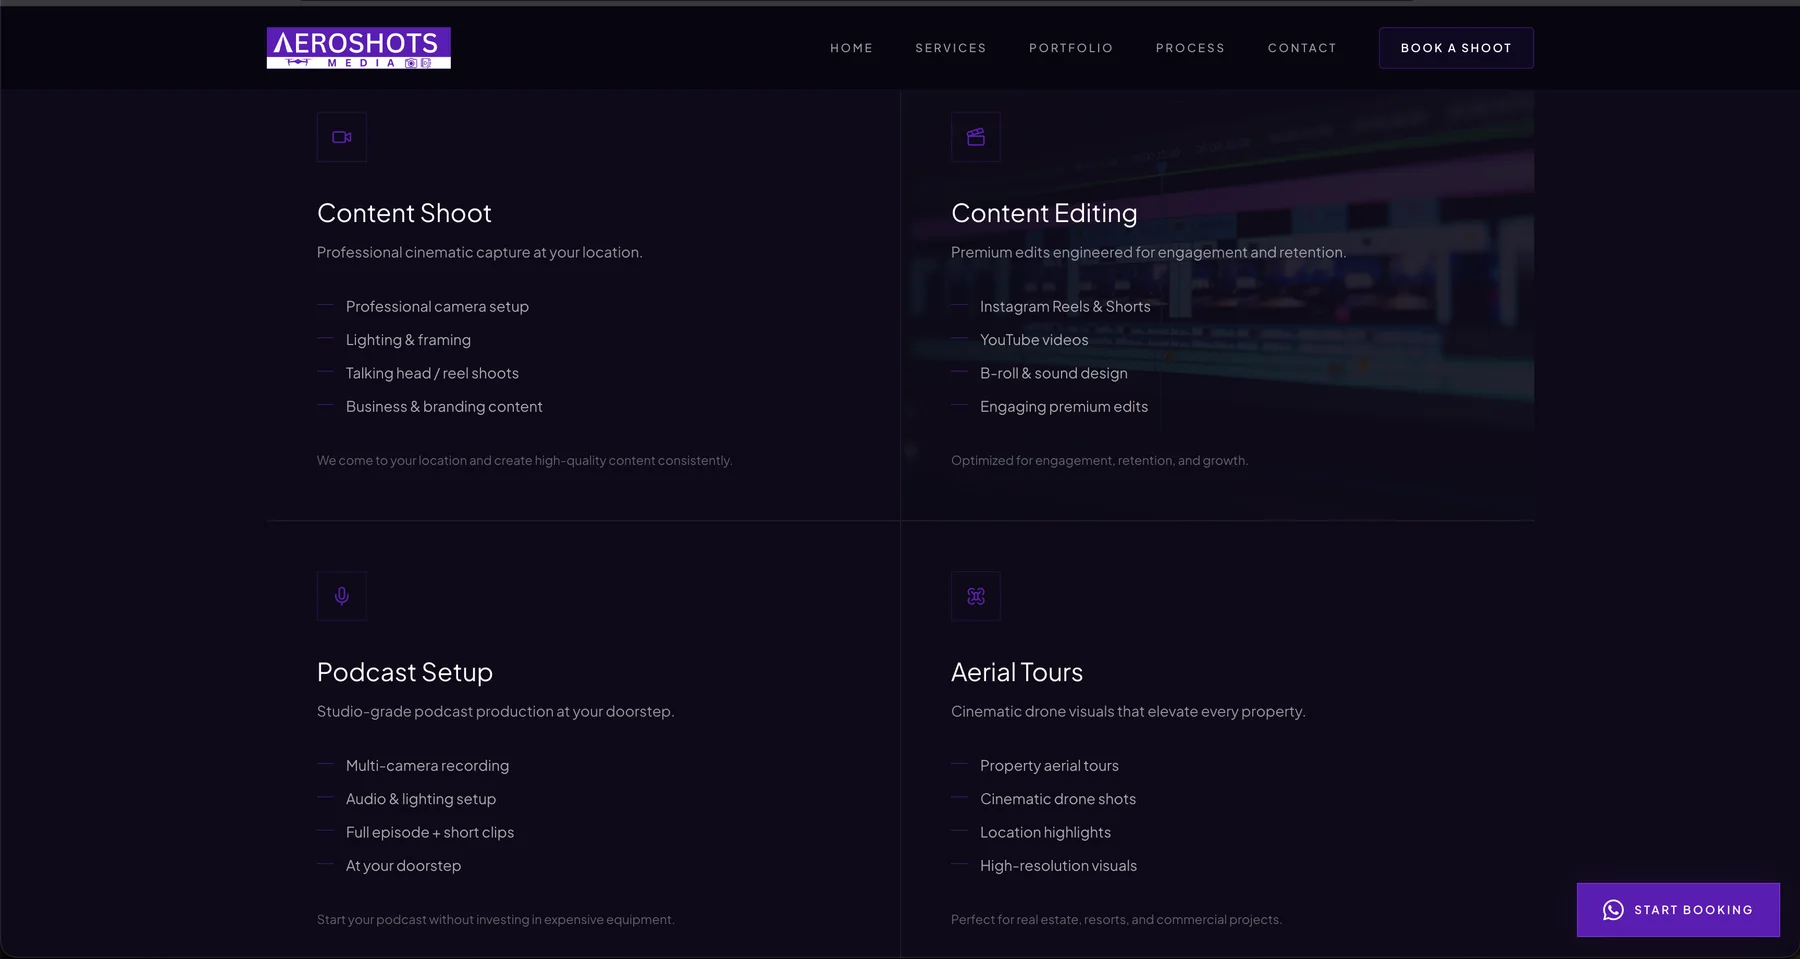 AEROSHOTS
MEDIA
HOME
SERVICES
PORTFOLIO
PROCESS
CONTACT
BOOK A SHOOT
Content Shoot
Professional cinematic capture at your location.
Professional camera setup
Lighting & framing
Talking head / reel shoots
Business & branding content
We come to your location and create high-quality content consistently.
Content Editing
Premium edits engineered for engagement and retention.
Instagram Reels & Shorts
YouTube videos
B-roll & sound design
Engaging premium edits
Optimized for engagement, retention, and growth.
Podcast Setup
Studio-grade podcast production at your doorstep.
Multi-camera recording
Audio & lighting setup
Full episode + short clips
At your doorstep
Start your podcast without investing in expensive equipment.
Aerial Tours
Cinematic drone visuals that elevate every property.
Property aerial tours
Cinematic drone shots
Location highlights
High-resolution visuals
Perfect for real estate, resorts, and commercial projects.
START BOOKING